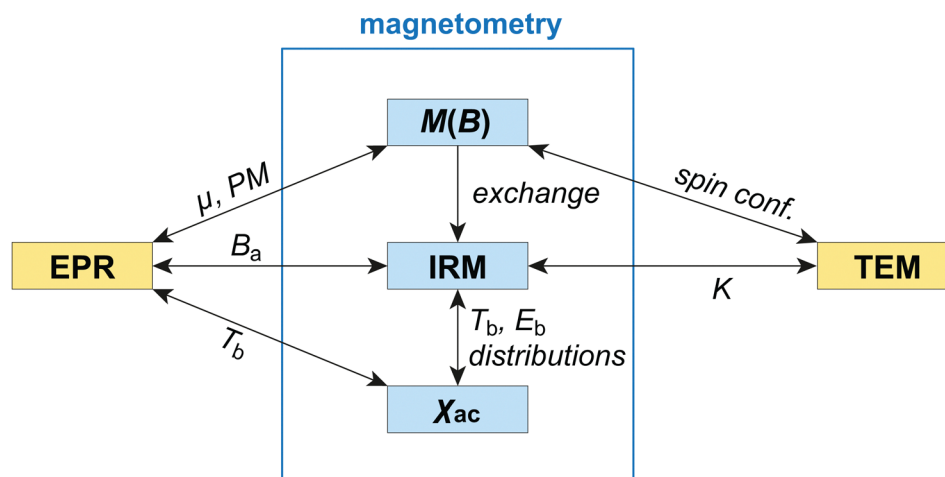 magnetometry
M(B)
μ, PM
exchange
spin conf.
EPR
Ba
IRM
K
TEM
Tb
Tb, Eb
distributions
χac